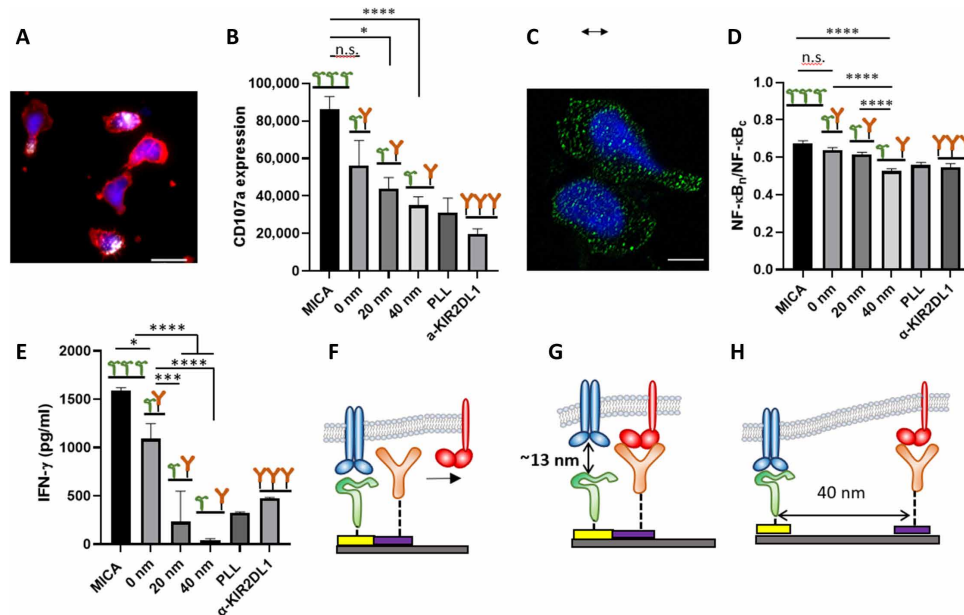 A
B
****
*
n.s.
100,000
80,000
60,000
40,000
20,000
0
CD107a expression
MICA
0 nm
20 nm
40 nm
PLL
a-KIR2DL1
C
D
****
n.s.
****
****
1.0
0.8
0.6
0.4
0.2
0.0
NF-κBn/NF-κBc
MICA
0 nm
20 nm
40 nm
PLL
α-KIR2DL1
E
****
*
****
***
2000
1500
1000
500
0
IFN-γ (pg/ml)
MICA
0 nm
20 nm
40 nm
PLL
α-KIR2DL1
F
G
~13 nm
H
40 nm